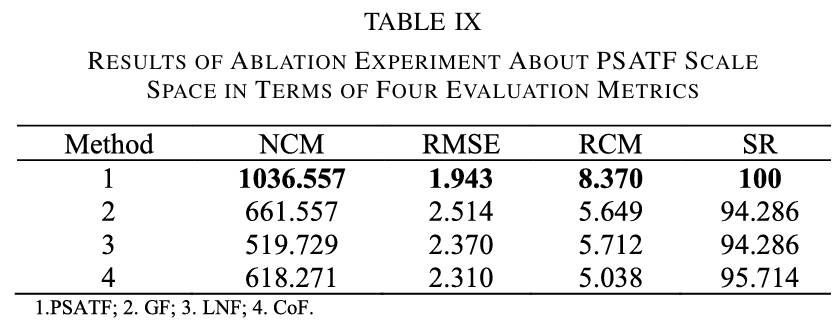 TABLE IX
RESULTS OF ABLATION EXPERIMENT ABOUT PSATF SCALE
SPACE IN TERMS OF FOUR EVALUATION METRICS
Method NCM RMSE RCM SR
1 1036.557 1.943 8.370 100
2 661.557 2.514 5.649 94.286
3 519.729 2.370 5.712 94.286
4 618.271 2.310 5.038 95.714
1.PSATF; 2. GF; 3. LNF; 4. CoF.